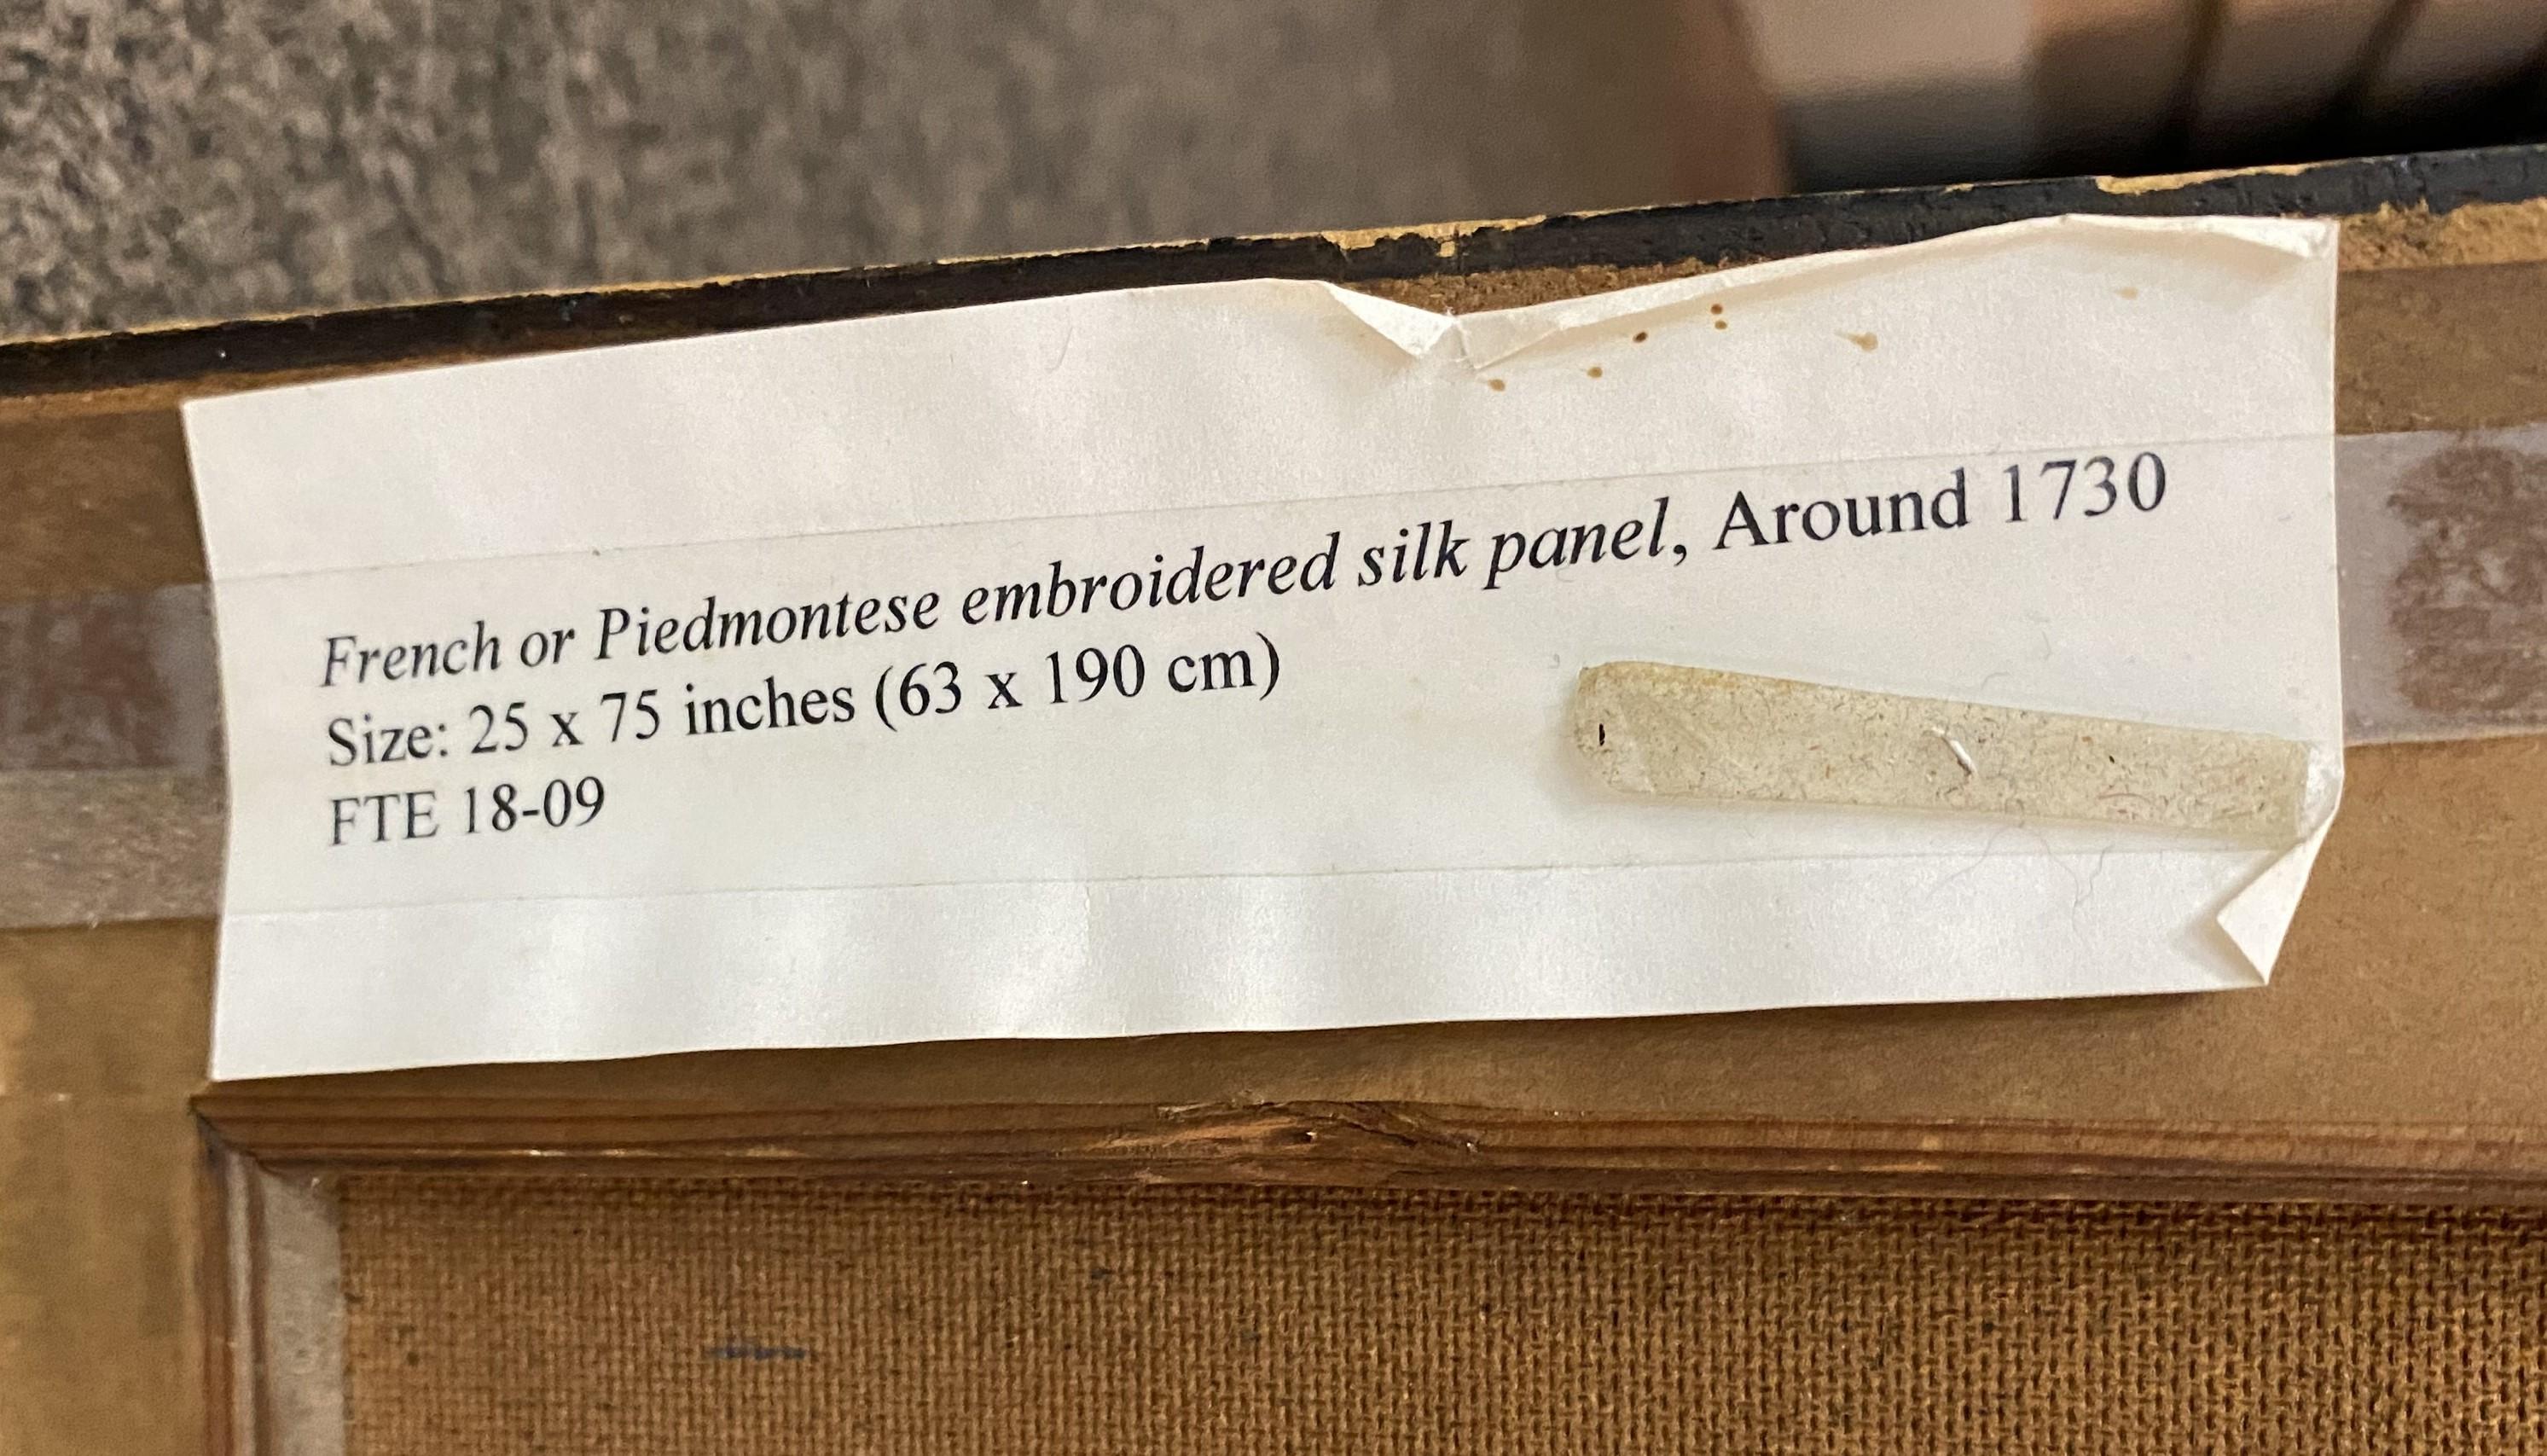 French or Piedmontese embroidered silk panel, Around 1730
Size: 25 x 75 inches (63 x 190 cm)
FTE 18-09